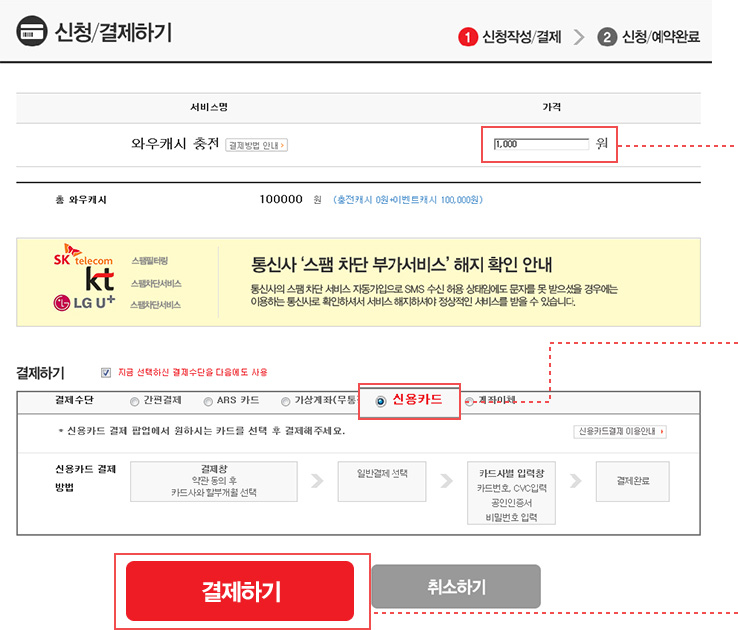 신청/결제하기
1 신청작성/결제 2 신청/예약완료
서비스명 가격
와우캐시 충전 결제방법 안내 1,000 원
총 와우캐시 100000 원 (충전캐시 0원+이벤트캐시 100,000원)
SK telecom 스팸필터링
kt 스팸차단서비스
LG U+ 스팸차단서비스
통신사 '스팸 차단 부가서비스' 해지 확인 안내
통신사의 스팸 차단 서비스 자동가입으로 SMS 수신 허용 상태임에도 문자를 못 받으셨을 경우에는
이용하는 통신사로 확인하셔서 서비스 해지하셔야 정상적인 서비스를 받을 수 있습니다.
결제하기 지금 선택하신 결제수단을 다음에도 사용
결제수단 간편결제 ARS 카드 가상계좌(무통 신용카드 계좌이체
* 신용카드 결제 팝업에서 원하시는 카드를 선택 후 결제해주세요. 신용카드결제 이용안내
신용카드 결제
방법
결제창
약관 동의 후
카드사와 할부개월 선택
일반결제 선택
카드사별 입력창
카드번호, CVC입력
공인인증서
비밀번호 입력
결제완료
결제하기 취소하기